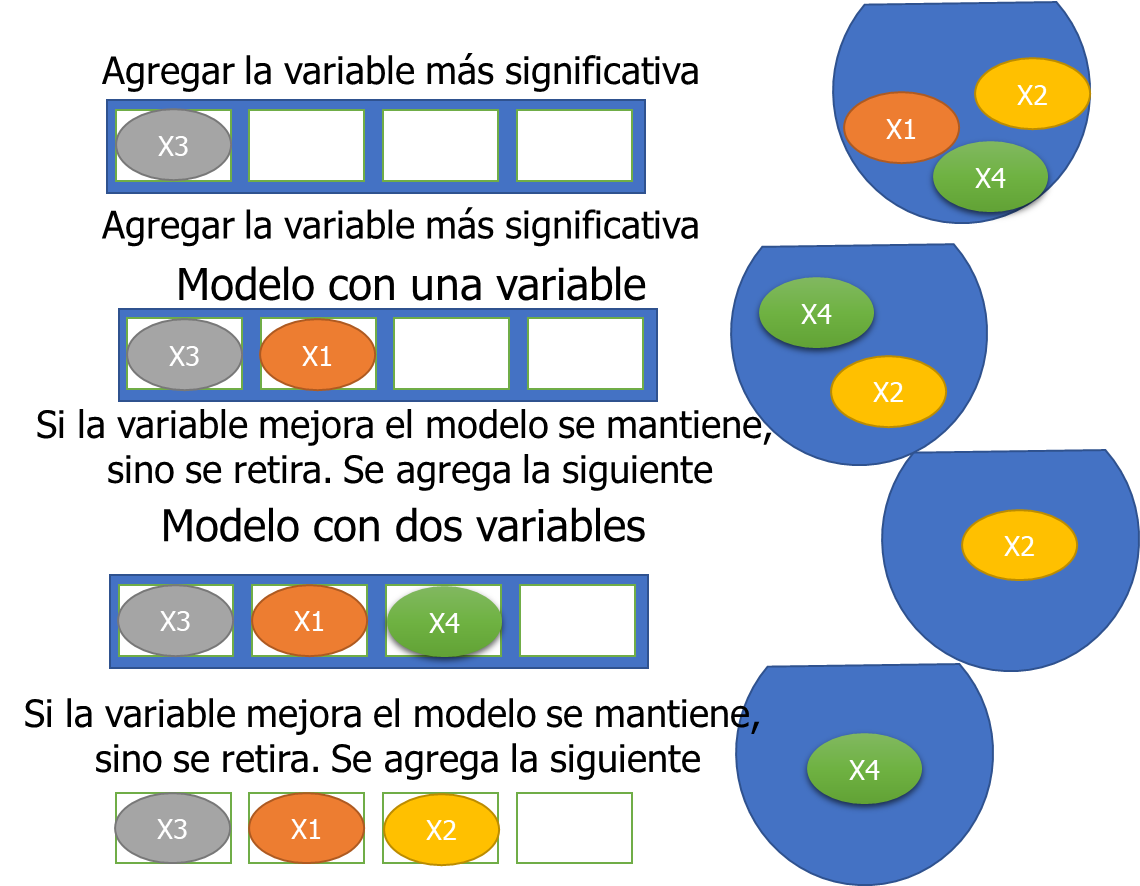 Agregar la variable más significativa
X3
X1
X2
X4
Agregar la variable más significativa
Modelo con una variable
X3
X1
X4
X2
Si la variable mejora el modelo se mantiene,
sino se retira. Se agrega la siguiente
Modelo con dos variables
X2
X3
X1
X4
Si la variable mejora el modelo se mantiene,
sino se retira. Se agrega la siguiente
X4
X3
X1
X2